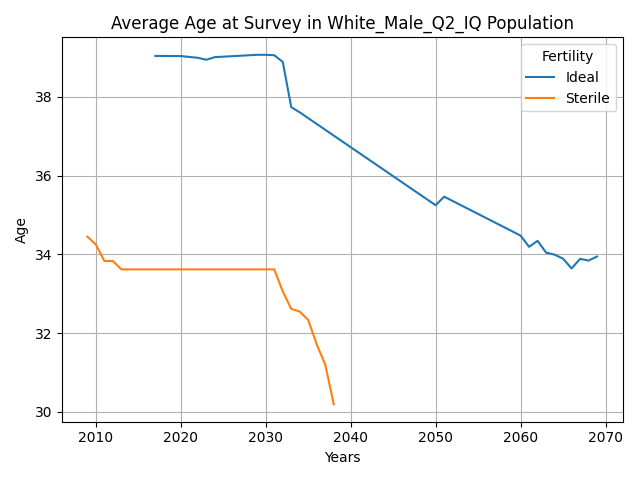 Average Age at Survey in White_Male_Q2_IQ Population
Fertility
Ideal
Sterile
Age
38
36
34
32
30
2010
2020
2030
2040
2050
2060
2070
Years